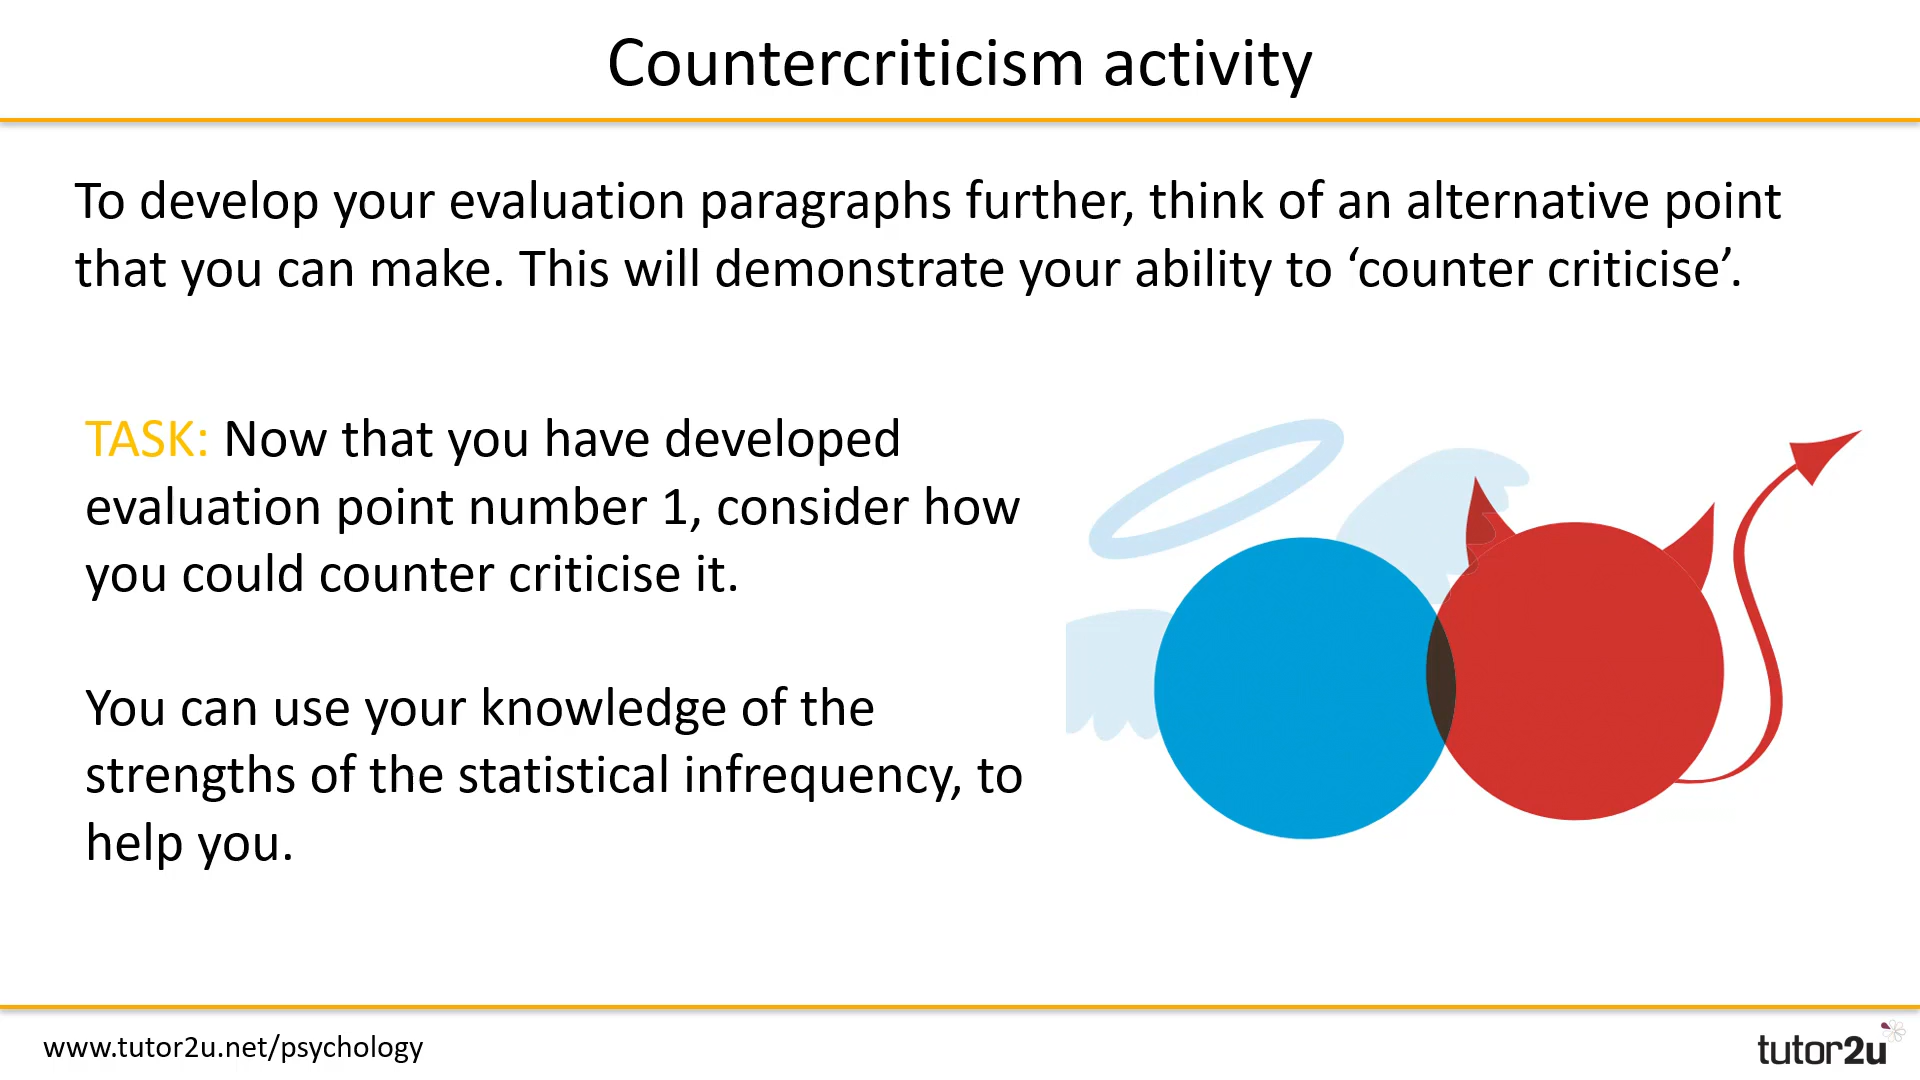 Countercriticism activity
To develop your evaluation paragraphs further, think of an alternative point
that you can make. This will demonstrate your ability to ‘counter criticise’.
TASK: Now that you have developed
evaluation point number 1, consider how
you could counter criticise it.
You can use your knowledge of the
strengths of the statistical infrequency, to
help you.
www.tutor2u.net/psychology
tutor2u